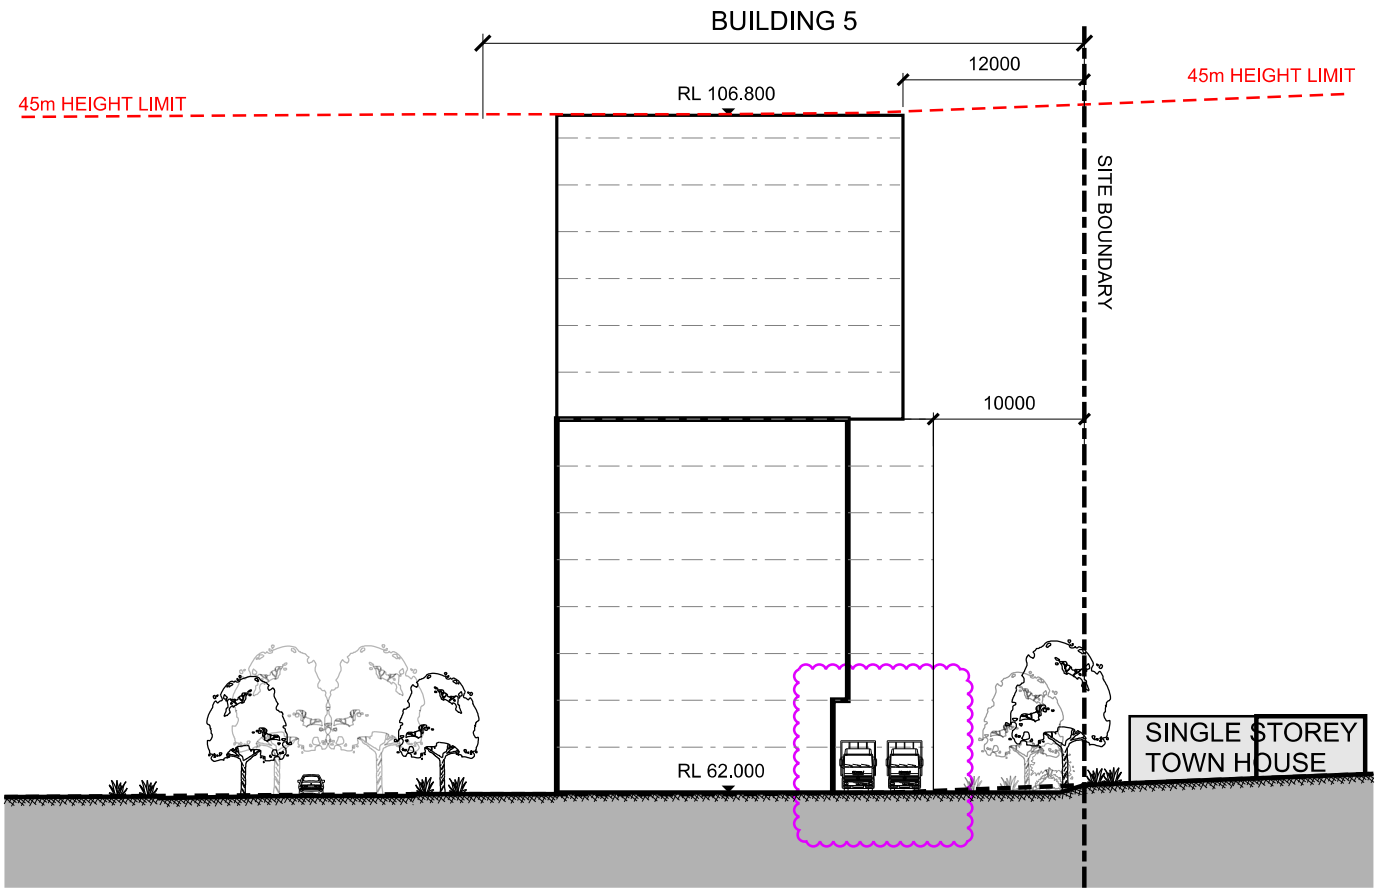 BUILDING 5
12000
45m HEIGHT LIMIT
RL 106.800
45m HEIGHT LIMIT
SITE BOUNDARY
10000
SINGLE STOREY
TOWN HOUSE
RL 62.000